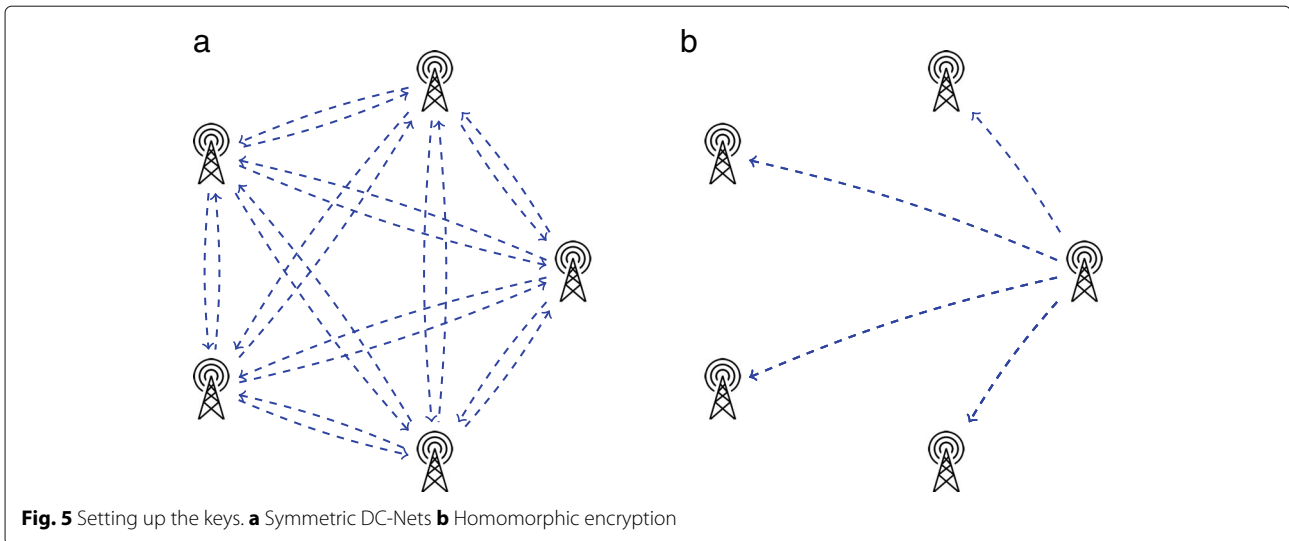 a
b
Fig. 5 Setting up the keys. a Symmetric DC-Nets b Homomorphic encryption